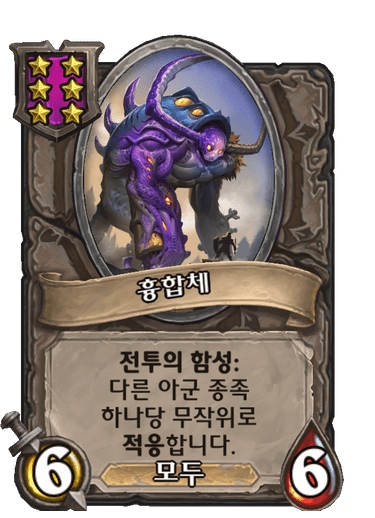 흉합체
전투의 함성:
다른 아군 종족
하나당 무작위로
적응합니다.
모두
6
6